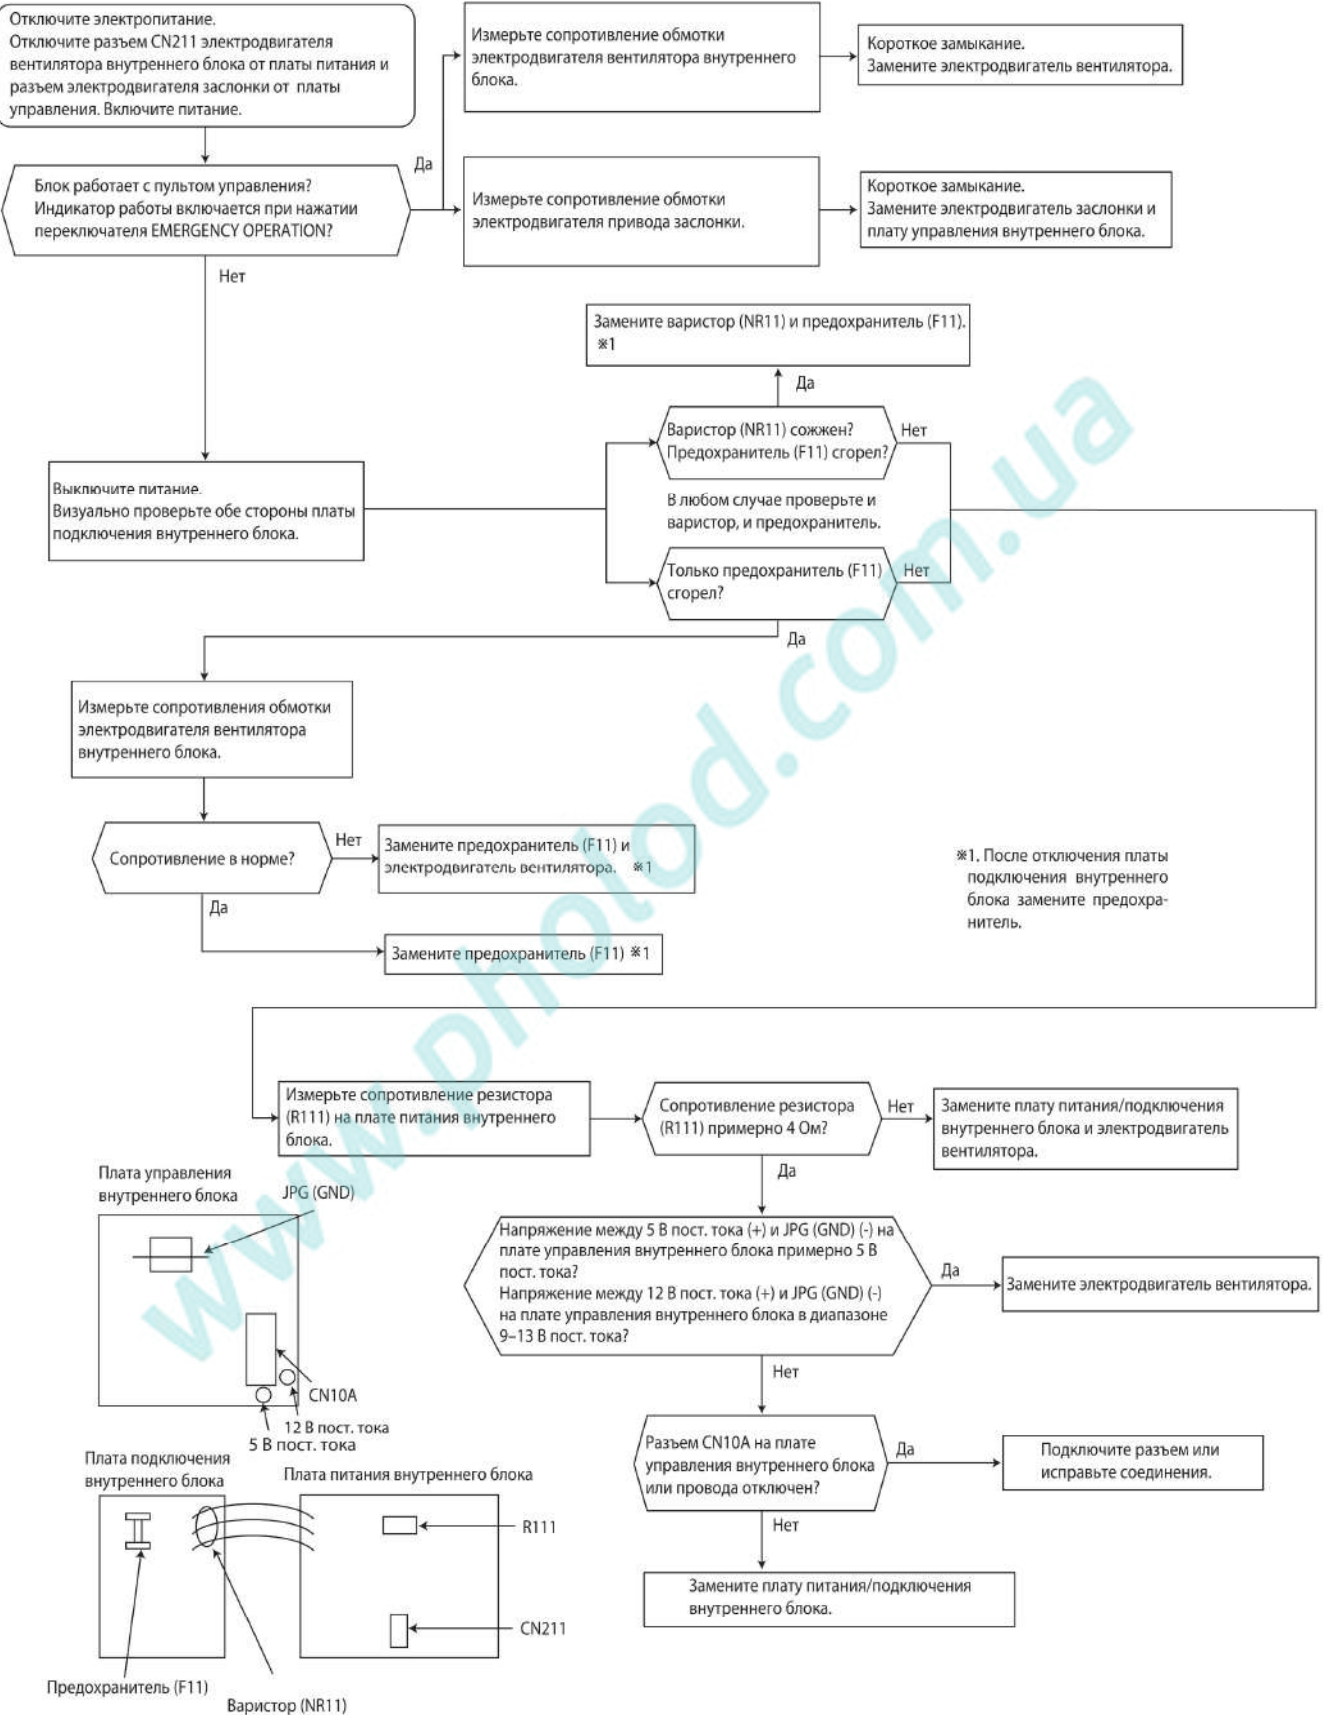 Отключите электропитание.
Отключите разъем CN211 электродвигателя
вентилятора внутреннего блока от платы питания и
разъем электродвигателя заслонки от платы
управления. Включите питание.
Измерьте сопротивление обмотки
электродвигателя вентилятора внутреннего
блока.
Короткое замыкание.
Замените электродвигатель вентилятора.
Да
Блок работает с пультом управления?
Индикатор работы включается при нажатии
переключателя EMERGENCY OPERATION?
Измерьте сопротивление обмотки
электродвигателя привода заслонки.
Короткое замыкание.
Замените электродвигатель заслонки и
плату управления внутреннего блока.
Нет
Замените варистор (NR11) и предохранитель (F11).
※1
Да
Варистор (NR11) сожжен?
Предохранитель (F11) сгорел?
Нет
Выключите питание.
Визуально проверьте обе стороны платы
подключения внутреннего блока.
В любом случае проверьте и
варистор, и предохранитель.
Только предохранитель (F11)
сгорел?
Нет
Да
Измерьте сопротивления обмотки
электродвигателя вентилятора
внутреннего блока.
Сопротивление в норме?
Нет
Замените предохранитель (F11) и
электродвигатель вентилятора. ※1
Да
Замените предохранитель (F11) ※1
※1. После отключения платы
подключения внутреннего
блока замените предохра-
нитель.
Измерьте сопротивление резистора
(R111) на плате питания внутреннего
блока.
Сопротивление резистора
(R111) примерно 4 Ом?
Нет
Замените плату питания/подключения
внутреннего блока и электродвигатель
вентилятора.
Да
Напряжение между 5 В пост. тока (+) и JPG (GND) (-) на
плате управления внутреннего блока примерно 5 В
пост. тока?
Напряжение между 12 В пост. тока (+) и JPG (GND) (-)
на плате управления внутреннего блока в диапазоне
9–13 В пост. тока?
Да
Замените электродвигатель вентилятора.
Нет
Разъем CN10A на плате
управления внутреннего блока
или провода отключен?
Да
Подключите разъем или
исправьте соединения.
Нет
Замените плату питания/подключения
внутреннего блока.
Плата управления
внутреннего блока
JPG (GND)
CN10A
12 В пост. тока
5 В пост. тока
Плата подключения
внутреннего блока
Плата питания внутреннего блока
R111
CN211
Предохранитель (F11)
Варистор (NR11)
www.pholod.com.ua